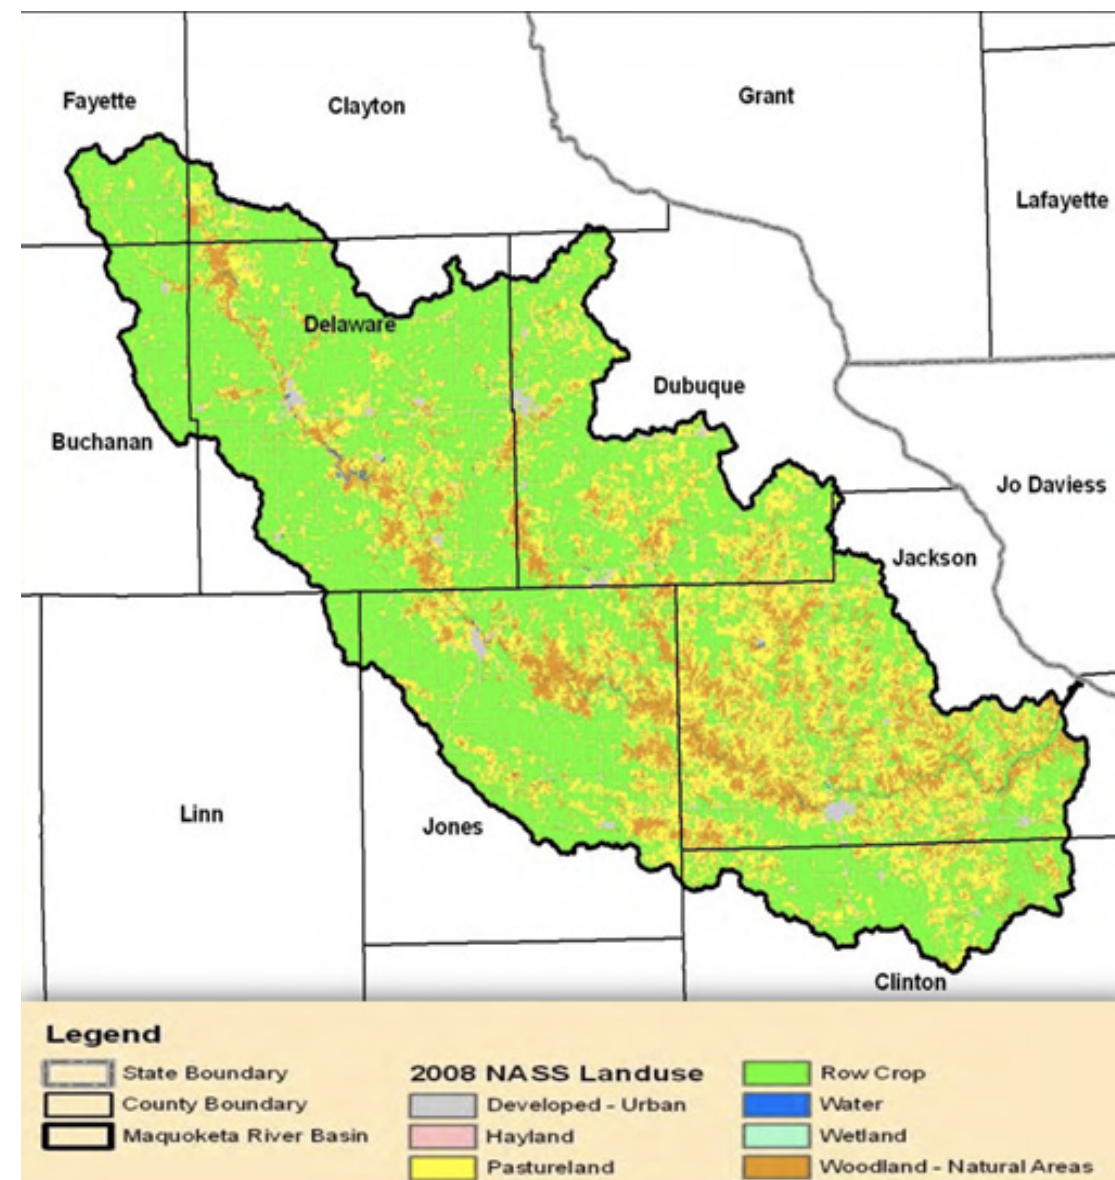 Fayette
Clayton
Grant
Lafayette
Delaware
Dubuque
Buchanan
Jo Daviess
Jackson
Linn
Jones
Clinton
Legend
State Boundary
County Boundary
Maquoketa River Basin
2008 NASS Landuse
Developed - Urban
Hayland
Pastureland
Row Crop
Water
Wetland
Woodland - Natural Areas